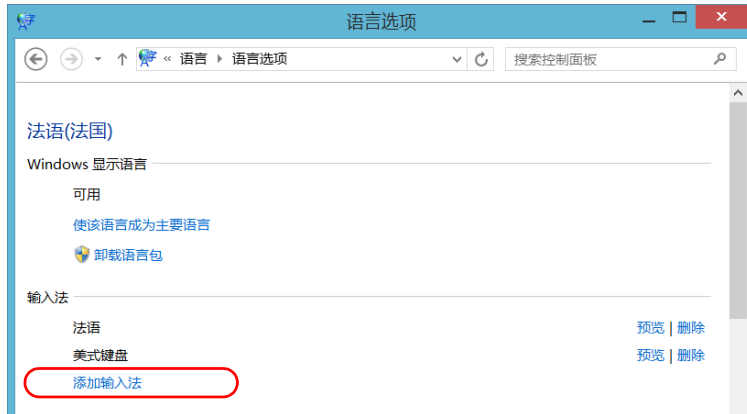 语言选项
« 语言 ▸ 语言选项
搜索控制面板
法语(法国)
Windows 显示语言
可用
使该语言成为主要语言
卸载语言包
输入法
法语 预览 | 删除
美式键盘 预览 | 删除
添加输入法